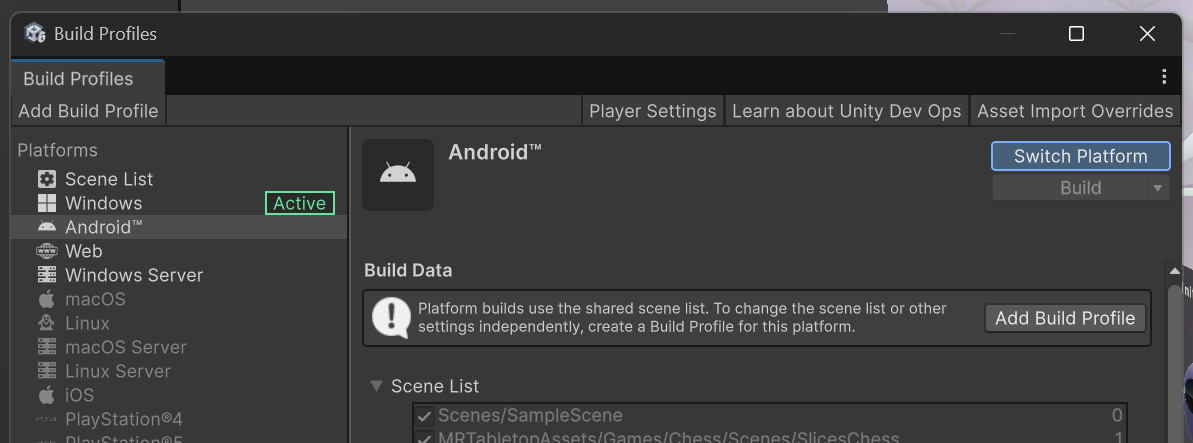 Build Profiles
Build Profiles
Add Build Profile
Player Settings
Learn about Unity Dev Ops
Asset Import Overrides
Platforms
Scene List
Windows
Active
Android™
Web
Windows Server
macOS
Linux
macOS Server
Linux Server
iOS
PlayStation®4
PlayStation®5
Android™
Switch Platform
Build
Build Data
Platform builds use the shared scene list. To change the scene list or other
settings independently, create a Build Profile for this platform.
Add Build Profile
Scene List
Scenes/SampleScene 0
MRTabletopAssets/Games/Chess/Scenes/SlicesChess 1